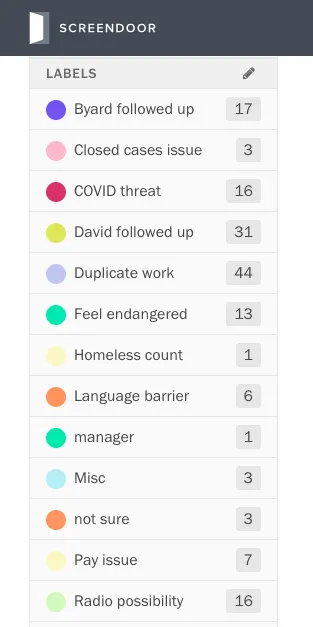 SCREENDOOR
LABELS
Byard followed up 17
Closed cases issue 3
COVID threat 16
David followed up 31
Duplicate work 44
Feel endangered 13
Homeless count 1
Language barrier 6
manager 1
Misc 3
not sure 3
Pay issue 7
Radio possibility 16